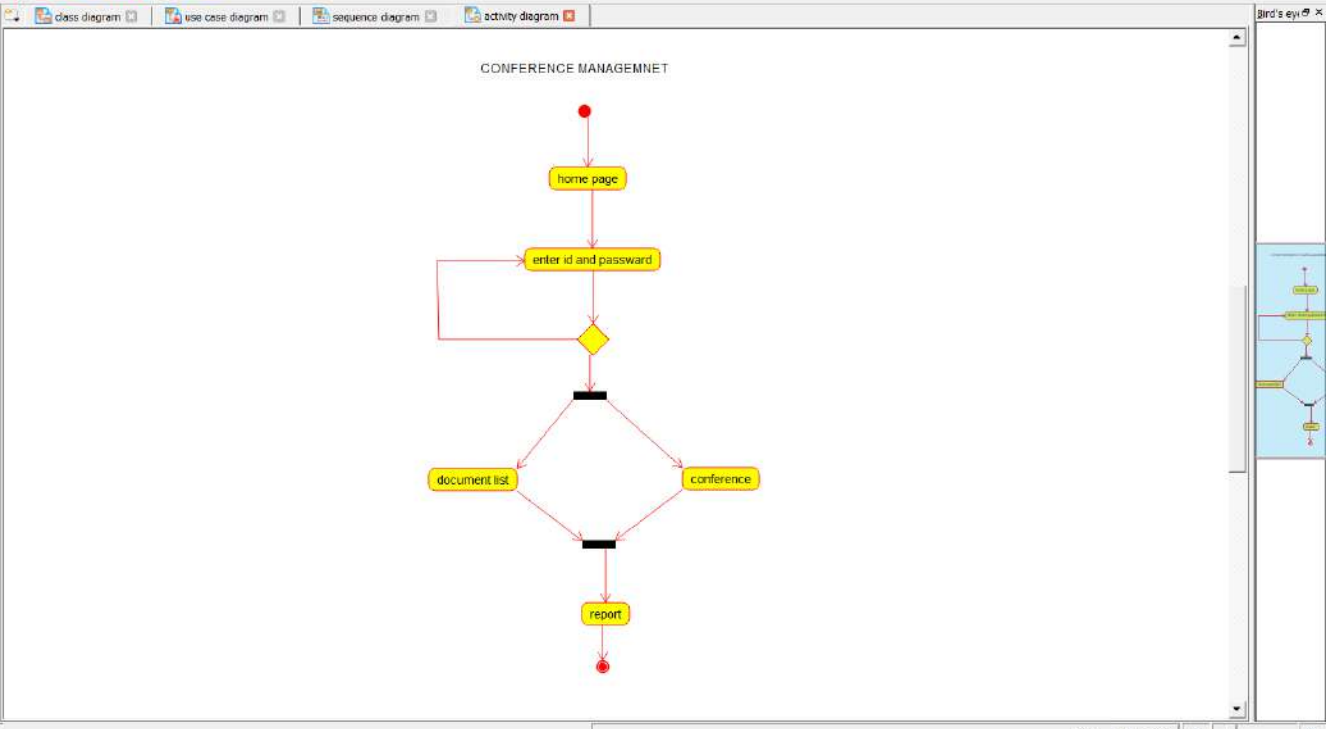 class diagram
use case diagram
sequence diagram
activity diagram
Bird's eye
CONFERENCE MANAGEMNET
home page
enter id and passward
document list
conference
report